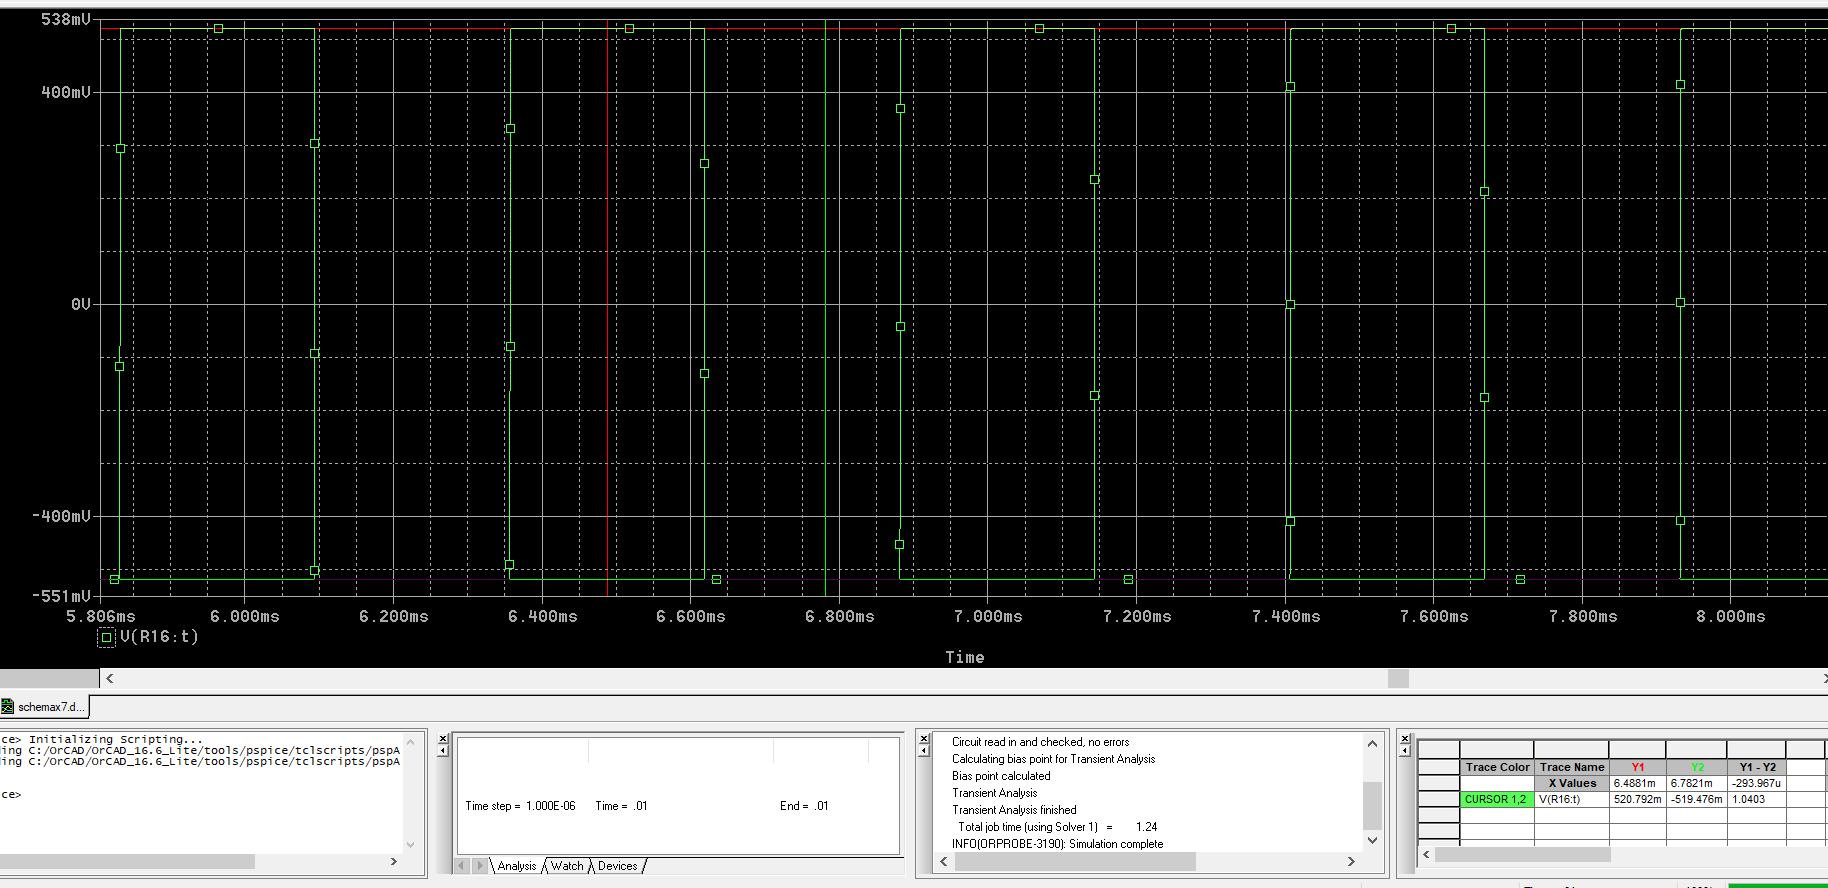 538mV
400mV
0V
-400mV
-551mV
5.806ms 6.000ms 6.200ms 6.400ms 6.600ms 6.800ms 7.000ms 7.200ms 7.400ms 7.600ms 7.800ms 8.000ms
V(R16:t)
Time
schemax7.d...
ce> Initializing Scripting...
ing C:/OrCAD/OrCAD_16.6_Lite/tools/pspice/tclscripts/pspA
ing C:/OrCAD/OrCAD_16.6_Lite/tools/pspice/tclscripts/pspA
ce>
Time step = 1.000E-06 Time = .01 End = .01
Analysis Watch Devices
Circuit read in and checked, no errors
Calculating bias point for Transient Analysis
Bias point calculated
Transient Analysis
Transient Analysis finished
Total job time (using Solver 1) = 1.24
INFO(ORPROBE-3190): Simulation complete
Trace Color Trace Name Y1 Y2 Y1 - Y2
X Values 6.4881m 6.7821m -293.967u
CURSOR 1,2 V(R16:t) 520.792m -519.476m 1.0403